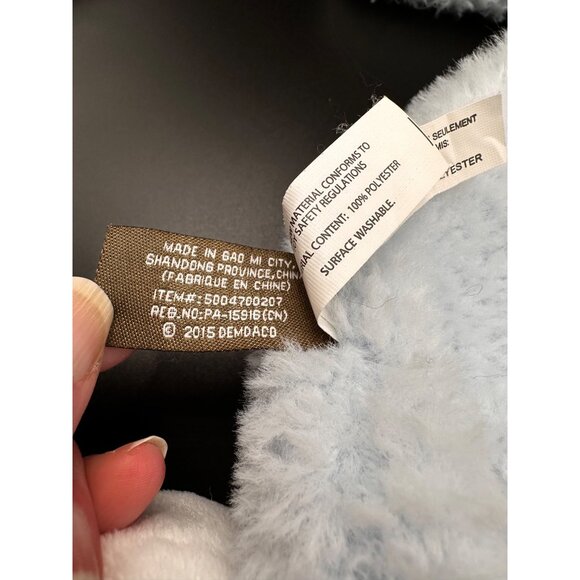 MADE IN GAO MI CITY,
SHANDONG PROVINCE, CHINA
(FABRIQUE EN CHINE)
ITEM#: 5004700207
REG.NO: PA-15916(CN)
© 2015 DEMDACO
MATERIAL CONFORMS TO
SAFETY REGULATIONS
CONTENT: 100% POLYESTER
SURFACE WASHABLE.
SEULEMENT